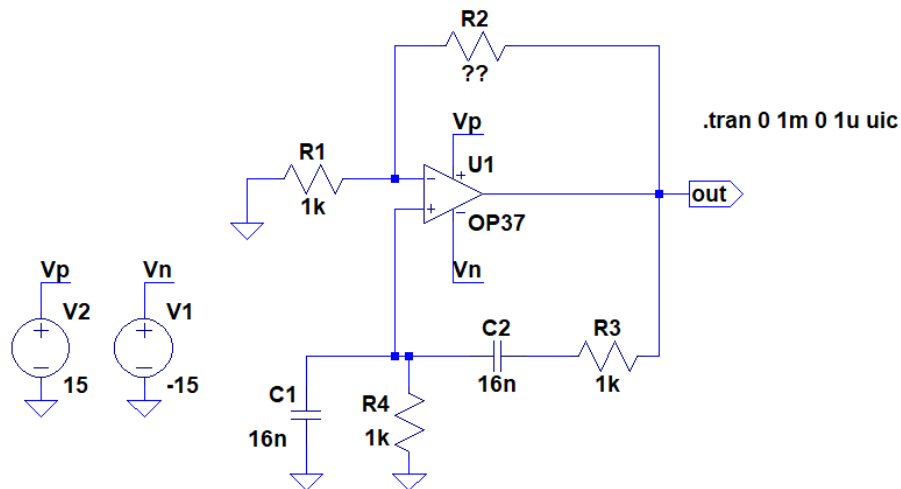 R2
??
.tran 0 1m 0 1u uic
Vp
R1
U1
1k
out
OP37
Vp
Vn
Vn
V2
V1
C2
R3
16n
1k
15
-15
C1
R4
16n
1k